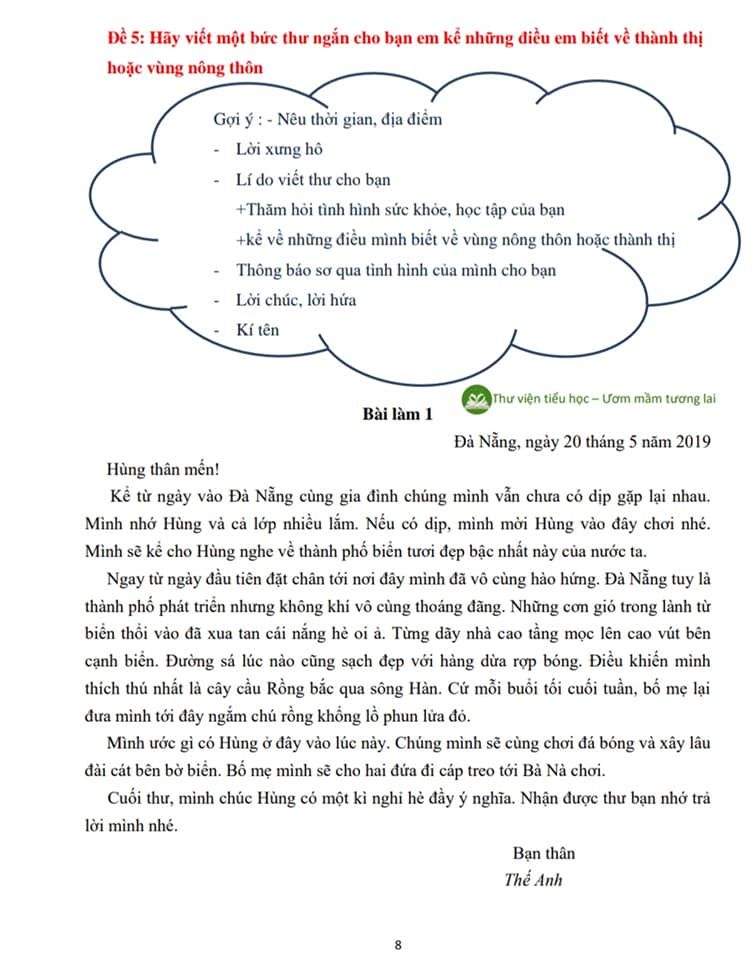 Đề 5: Hãy viết một bức thư ngắn cho bạn em kể những điều em biết về thành thị
hoặc vùng nông thôn
Gợi ý : - Nêu thời gian, địa điểm
- Lời xưng hô
- Lí do viết thư cho bạn
+Thăm hỏi tình hình sức khỏe, học tập của bạn
+kể về những điều mình biết về vùng nông thôn hoặc thành thị
- Thông báo sơ qua tình hình của mình cho bạn
- Lời chúc, lời hứa
- Kí tên
Thư viện tiểu học – Ươm mầm tương lai
Bài làm 1
Đà Nẵng, ngày 20 tháng 5 năm 2019
Hùng thân mến!
Kể từ ngày vào Đà Nẵng cùng gia đình chúng mình vẫn chưa có dịp gặp lại nhau.
Mình nhớ Hùng và cả lớp nhiều lắm. Nếu có dịp, mình mời Hùng vào đây chơi nhé.
Mình sẽ kể cho Hùng nghe về thành phố biển tươi đẹp bậc nhất này của nước ta.
Ngay từ ngày đầu tiên đặt chân tới nơi đây mình đã vô cùng hào hứng. Đà Nẵng tuy là
thành phố phát triển nhưng không khí vô cùng thoáng đãng. Những cơn gió trong lành từ
biển thổi vào đã xua tan cái nắng hè oi ả. Từng dãy nhà cao tầng mọc lên cao vút bên
cạnh biển. Đường sá lúc nào cũng sạch đẹp với hàng dừa rợp bóng. Điều khiến mình
thích thú nhất là cây cầu Rồng bắc qua sông Hàn. Cứ mỗi buổi tối cuối tuần, bố mẹ lại
đưa mình tới đây ngắm chú rồng khổng lồ phun lửa đỏ.
Mình ước gì có Hùng ở đây vào lúc này. Chúng mình sẽ cùng chơi đá bóng và xây lâu
đài cát bên bờ biển. Bố mẹ mình sẽ cho hai đứa đi cáp treo tới Bà Nà chơi.
Cuối thư, mình chúc Hùng có một kì nghỉ hè đầy ý nghĩa. Nhận được thư bạn nhớ trả
lời mình nhé.
Bạn thân
Thế Anh
8